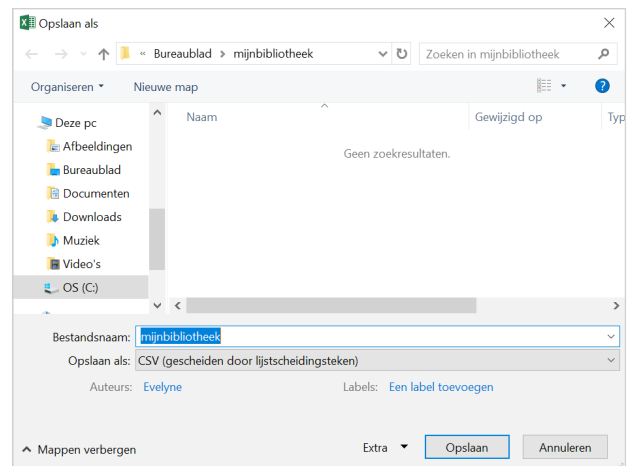 Opslaan als
« Bureaublad > mijnbibliotheek
Zoeken in mijnbibliotheek
Organiseren
Nieuwe map
Deze pc
Afbeeldingen
Bureaublad
Documenten
Downloads
Muziek
Video's
OS (C:)
Naam Gewijzigd op Typ
Geen zoekresultaten.
Bestandsnaam: mijnbibliotheek
Opslaan als: CSV (gescheiden door lijstscheidingsteken)
Auteurs: Evelyne Labels: Een label toevoegen
Mappen verbergen Extra Opslaan Annuleren